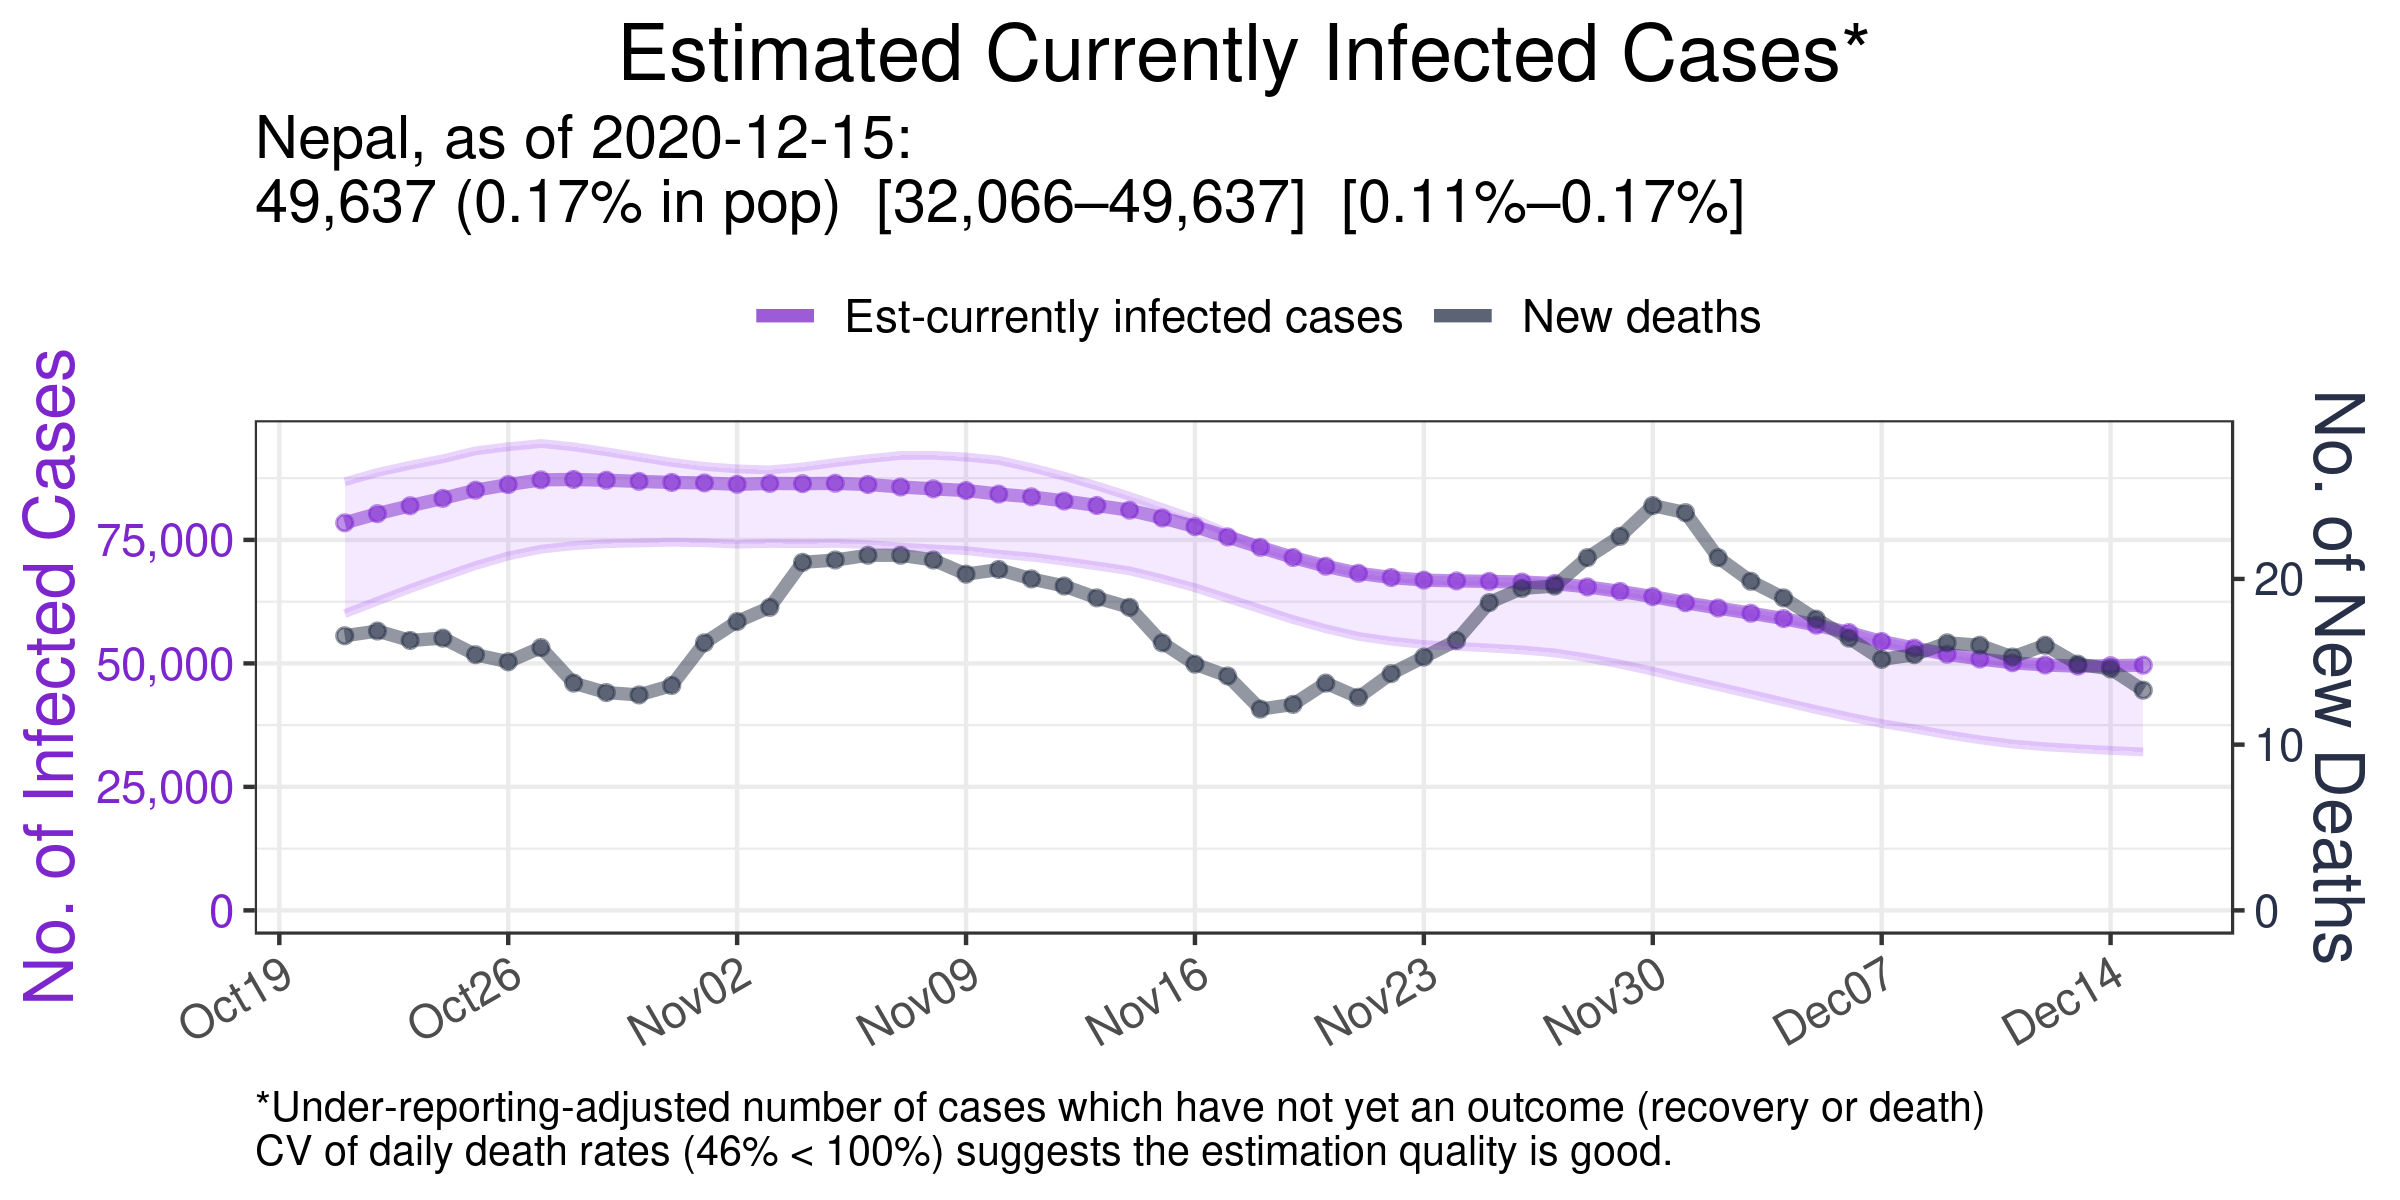 Estimated Currently Infected Cases*
Nepal, as of 2020-12-15:
49,637 (0.17% in pop)  [32,066–49,637]  [0.11%–0.17%]
Est-currently infected cases
New deaths
No. of Infected Cases
75,000
50,000
25,000
0
No. of New Deaths
20
10
0
Oct19
Oct26
Nov02
Nov09
Nov16
Nov23
Nov30
Dec07
Dec14
*Under-reporting-adjusted number of cases which have not yet an outcome (recovery or death)
CV of daily death rates (46% < 100%) suggests the estimation quality is good.